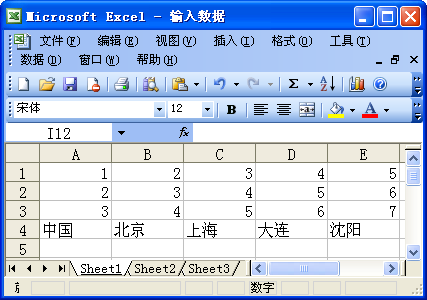 Microsoft Excel - 输入数据
文件(F) 编辑(E) 视图(V) 插入(I) 格式(O) 工具(T)
数据(D) 窗口(W) 帮助(H)
宋体 12 B A
I12 fx
A B C D E
1 1 2 3 4 5
2 2 3 4 5 6
3 3 4 5 6 7
4 中国 北京 上海 大连 沈阳
5
Sheet1 Sheet2 Sheet3
数字